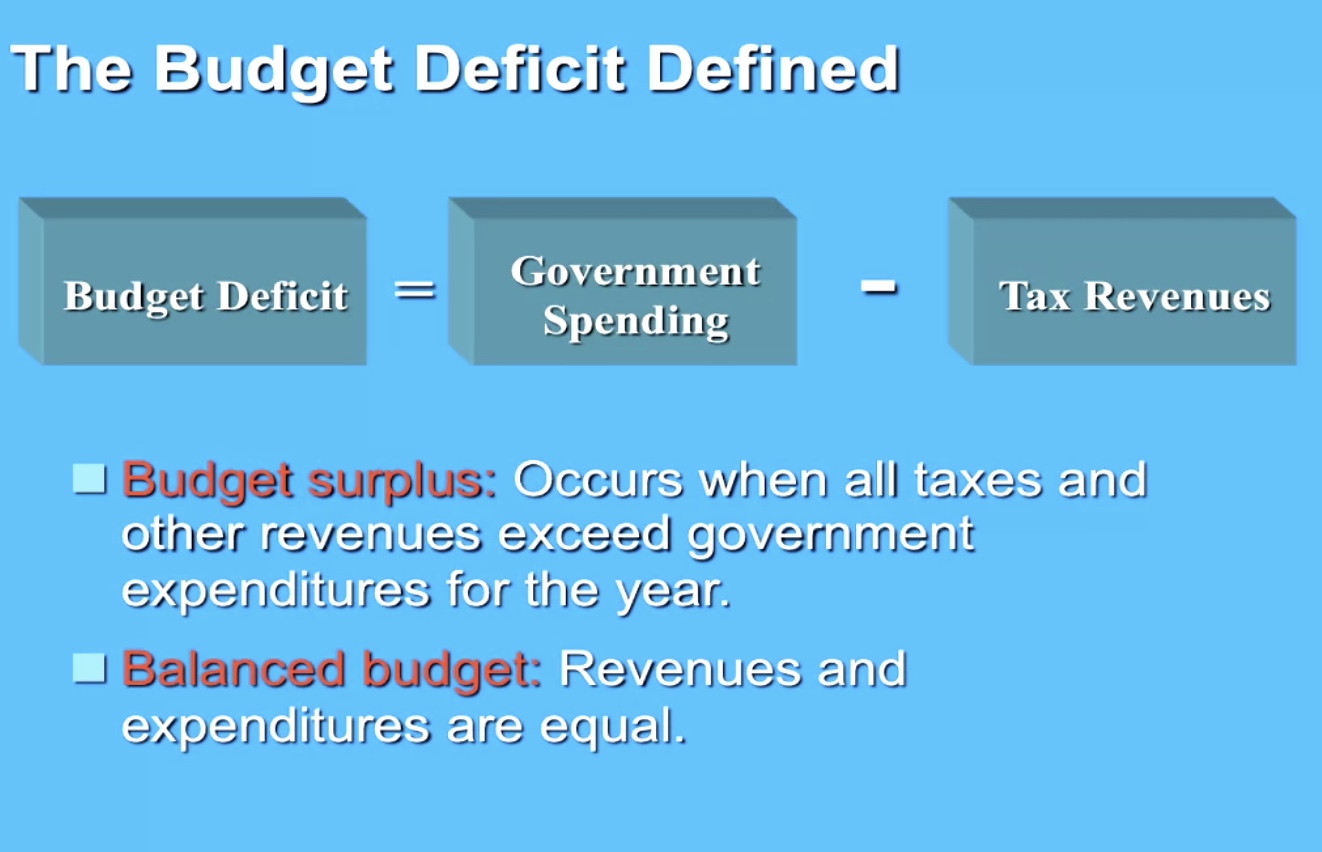 The Budget Deficit Defined
Budget Deficit
=
Government
Spending
-
Tax Revenues
Budget surplus: Occurs when all taxes and
other revenues exceed government
expenditures for the year.
Balanced budget: Revenues and
expenditures are equal.